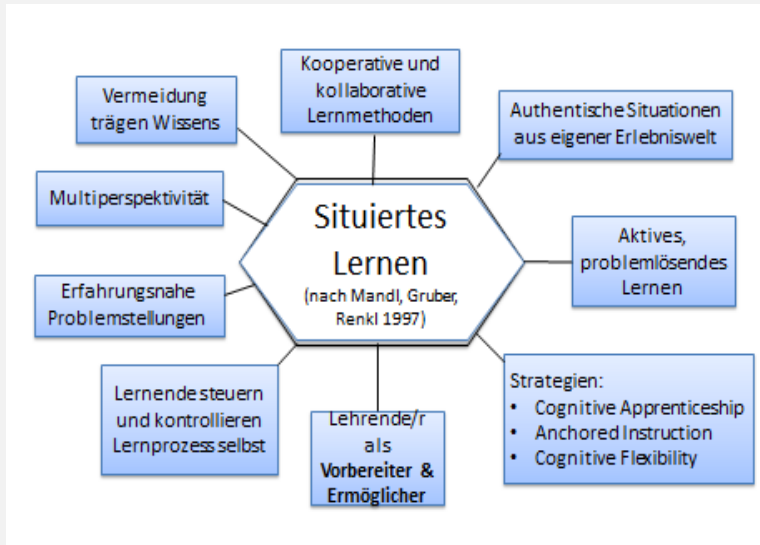 Kooperative und
kollaborative
Lernmethoden
Vermeidung
trägen Wissens
Authentische Situationen
aus eigener Erlebniswelt
Multiperspektivität
Situiertes
Lernen
(nach Mandl, Gruber,
Renkl 1997)
Aktives,
problemlösendes
Lernen
Erfahrungsnahe
Problemstellungen
Lernende steuern
und kontrollieren
Lernprozess selbst
Lehrende/r
als
Vorbereiter &
Ermöglicher
Strategien:
• Cognitive Apprenticeship
• Anchored Instruction
• Cognitive Flexibility